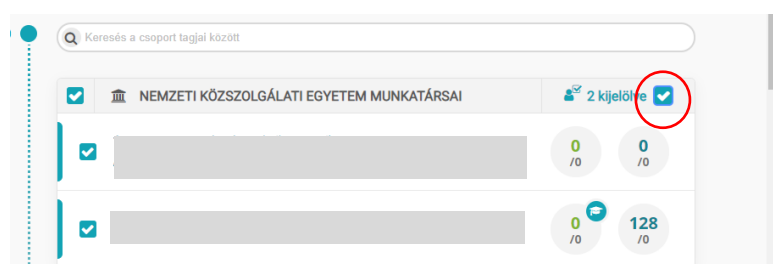 Keresés a csoport tagjai között
NEMZETI KÖZSZOLGÁLATI EGYETEM MUNKATÁRSAI
2 kijelölve
0
/0
0
/0
0
/0
128
/0